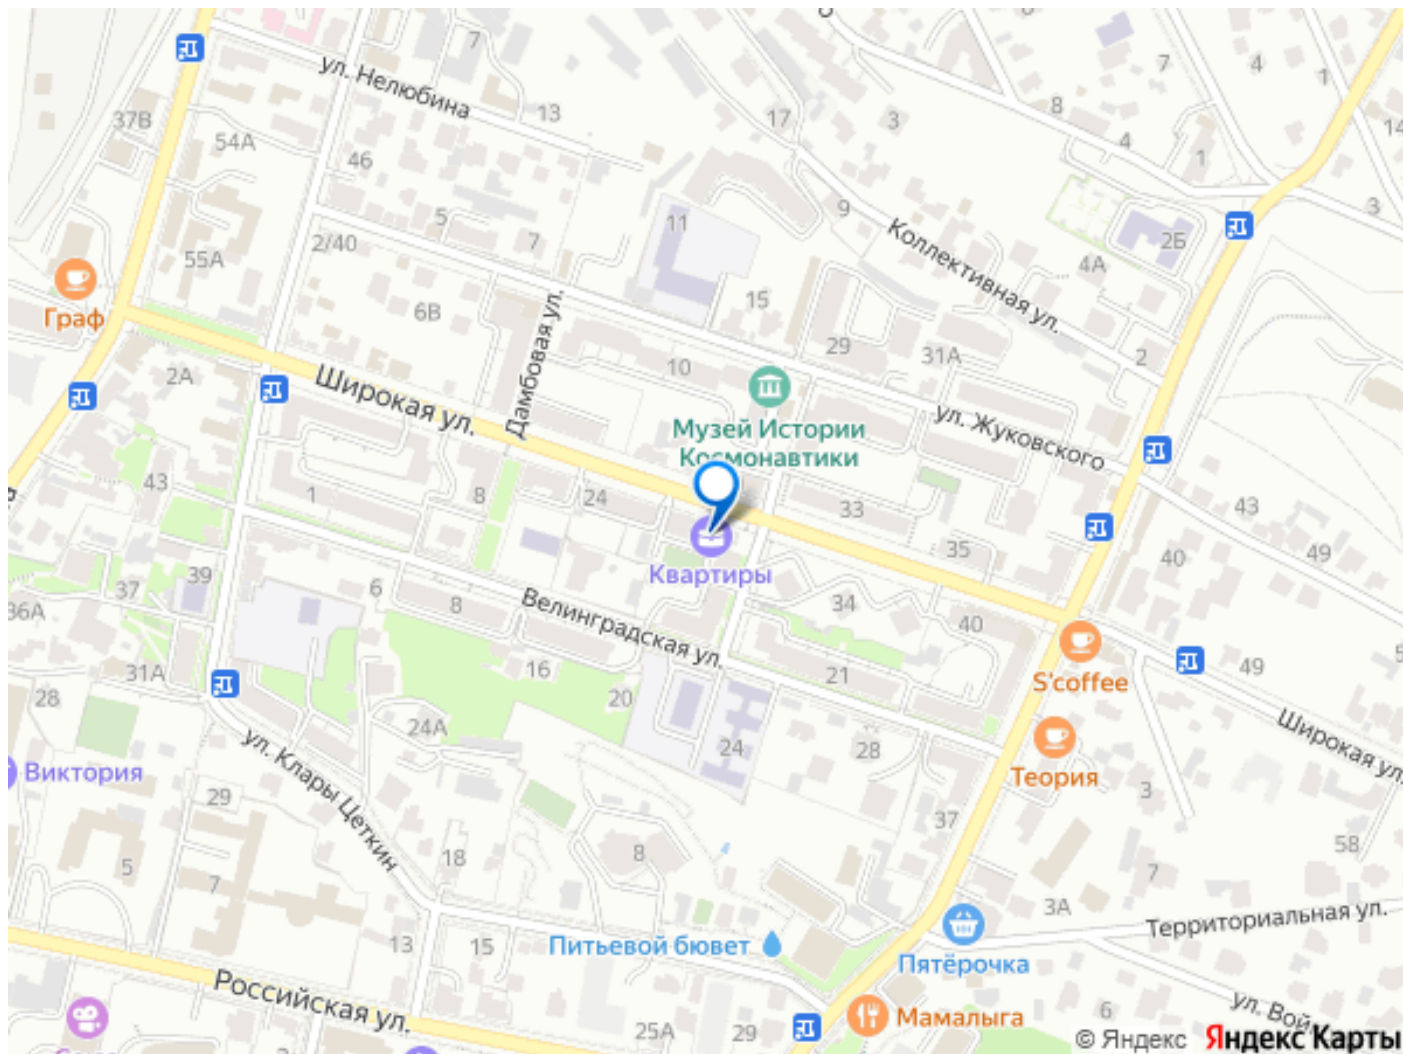 7
ул. Нелюбина
13
37В
54А
46
17
3
8
4
7
4
1
1
14
3
5
7
2/40
55А
11
9
Коллективная ул.
4А
2Б
Граф
6В
15
Дамбовая ул.
29
31А
2
2А
Широкая ул.
10
Музей Истории
Космонавтики
ул. Жуковского
43
1
8
24
33
35
43
49
40
Квартиры
37
39
36А
6
8
Велинградская ул.
34
40
31А
28
16
20
21
S'coffee
49
24А
24
28
Теория
Широкая ул.
Виктория
ул. Клары Цеткин
29
3
37
58
5
7
18
8
7
3А
Территориальная ул.
13
15
Питьевой бювет
Пятёрочка
Российская ул.
25А
29
Мамалыга
6
© Яндекс Яндекс Карты